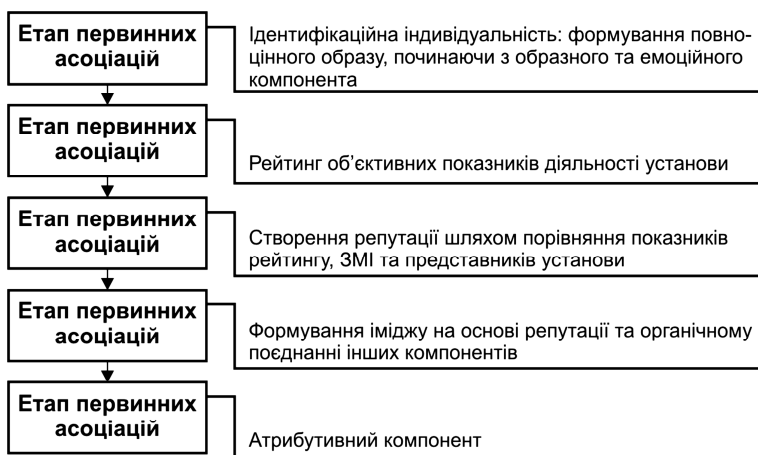 Етап первинних
асоціацій
Ідентифікаційна індивідуальність: формування повно-
цінного образу, починаючи з образного та емоційного
компонента
Етап первинних
асоціацій
Рейтинг об’єктивних показників діяльності установи
Етап первинних
асоціацій
Створення репутації шляхом порівняння показників
рейтингу, ЗМІ та представників установи
Етап первинних
асоціацій
Формування іміджу на основі репутації та органічному
поєднанні інших компонентів
Етап первинних
асоціацій
Атрибутивний компонент